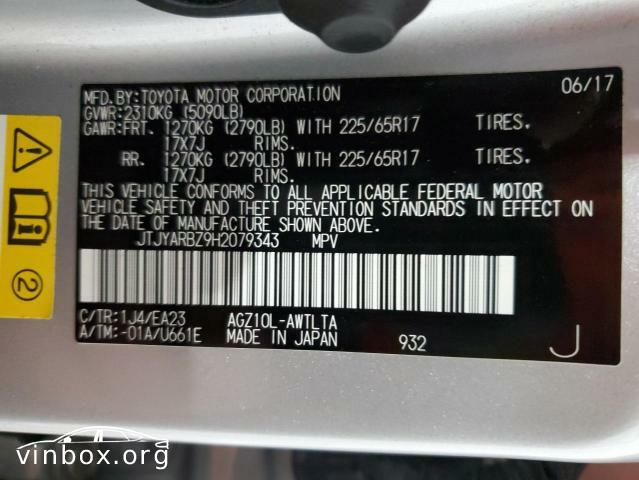 MFD.BY:TOYOTA MOTOR CORPORATION 06/17
GVWR:2310KG (5090LB)
GAWR:FRT. 1270KG (2790LB) WITH 225/65R17 TIRES.
17X7J RIMS.
RR. 1270KG (2790LB) WITH 225/65R17 TIRES.
17X7J RIMS.
THIS VEHICLE CONFORMS TO ALL APPLICABLE FEDERAL MOTOR
VEHICLE SAFETY AND THEFT PREVENTION STANDARDS IN EFFECT ON
THE DATE OF MANUFACTURE SHOWN ABOVE.
JTJYARBZ9H2079343 MPV
C/TR:1J4/EA23 AGZ10L-AWTLTA
A/TM:-01A/U661E MADE IN JAPAN 932 J
2
vinbox.org